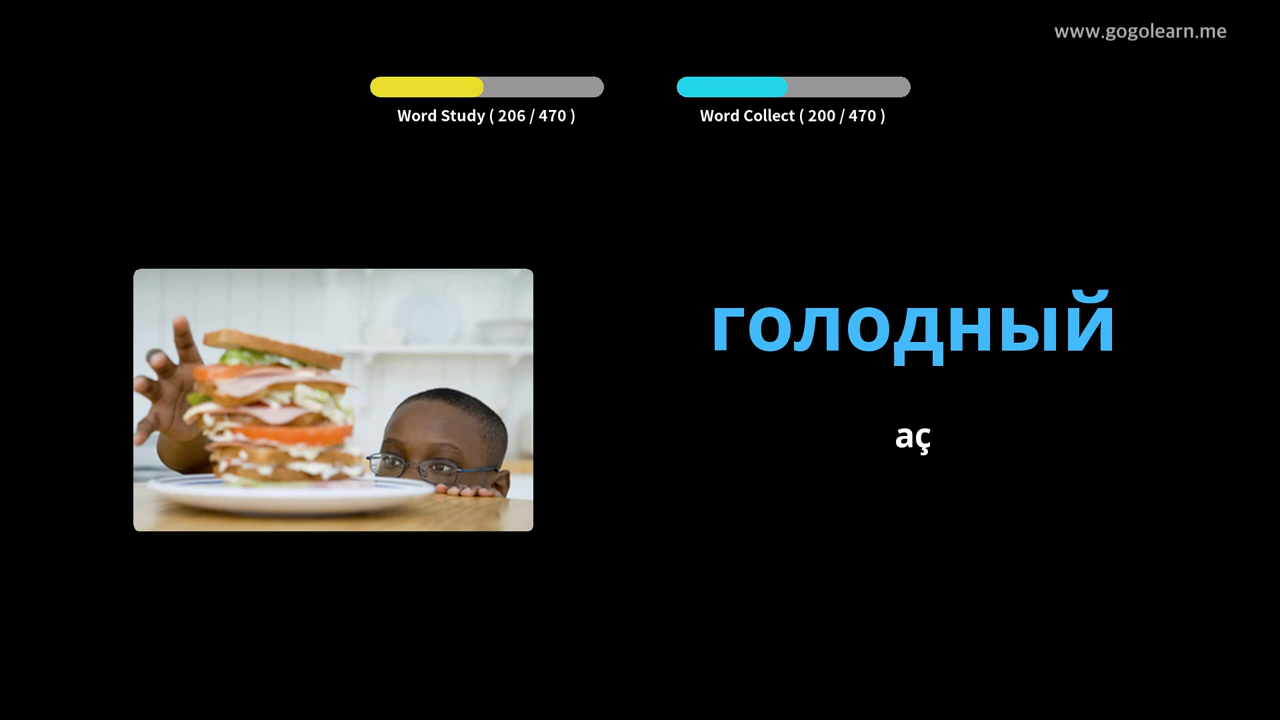 www.gogolearn.me
Word Study ( 206 / 470 )
Word Collect ( 200 / 470 )
голодный
aç